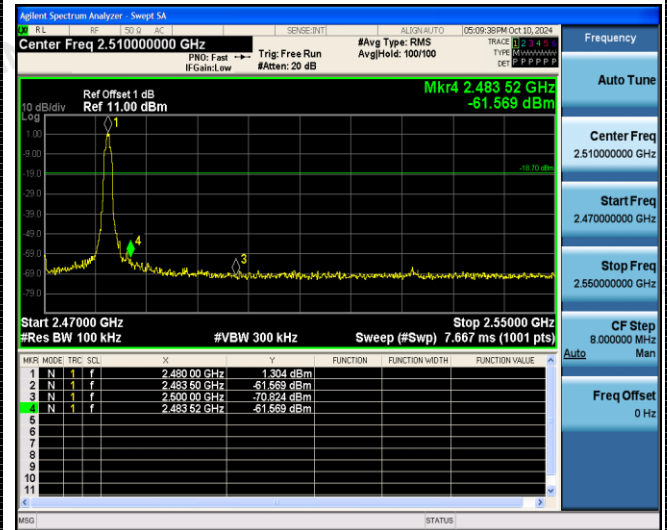 Agilent Spectrum Analyzer - Swept SA
RL RF 50 Ω AC SENSE:INT ALIGN AUTO 05:09:38 PM Oct 10, 2024
Center Freq 2.510000000 GHz
PNO: Fast
IFGain:Low
Trig: Free Run
#Atten: 20 dB
#Avg Type: RMS
Avg|Hold: 100/100
TRACE 1 2 3 4 5 6
TYPE M
DET P P P P P P
Frequency
Auto Tune
Center Freq
2.510000000 GHz
Start Freq
2.470000000 GHz
Stop Freq
2.550000000 GHz
CF Step
8.000000 MHz
Auto Man
Freq Offset
0 Hz
Mkr4 2.483 52 GHz
-61.569 dBm
Ref Offset 1 dB
10 dB/div Ref 11.00 dBm
Log
1.00
-9.00
-19.0
-29.0
-39.0
-49.0
-59.0
-69.0
-79.0
1
4
3
-18.70 dBm
Start 2.47000 GHz Stop 2.55000 GHz
#Res BW 100 kHz #VBW 300 kHz Sweep (#Swp) 7.667 ms (1001 pts)
MKR MODE TRC SCL X Y FUNCTION FUNCTION WIDTH FUNCTION VALUE
1 N 1 f 2.480 00 GHz 1.304 dBm
2 N 1 f 2.483 50 GHz -61.569 dBm
3 N 1 f 2.500 00 GHz -70.824 dBm
4 N 1 f 2.483 52 GHz -61.569 dBm
5
6
7
8
9
10
11
MSG STATUS